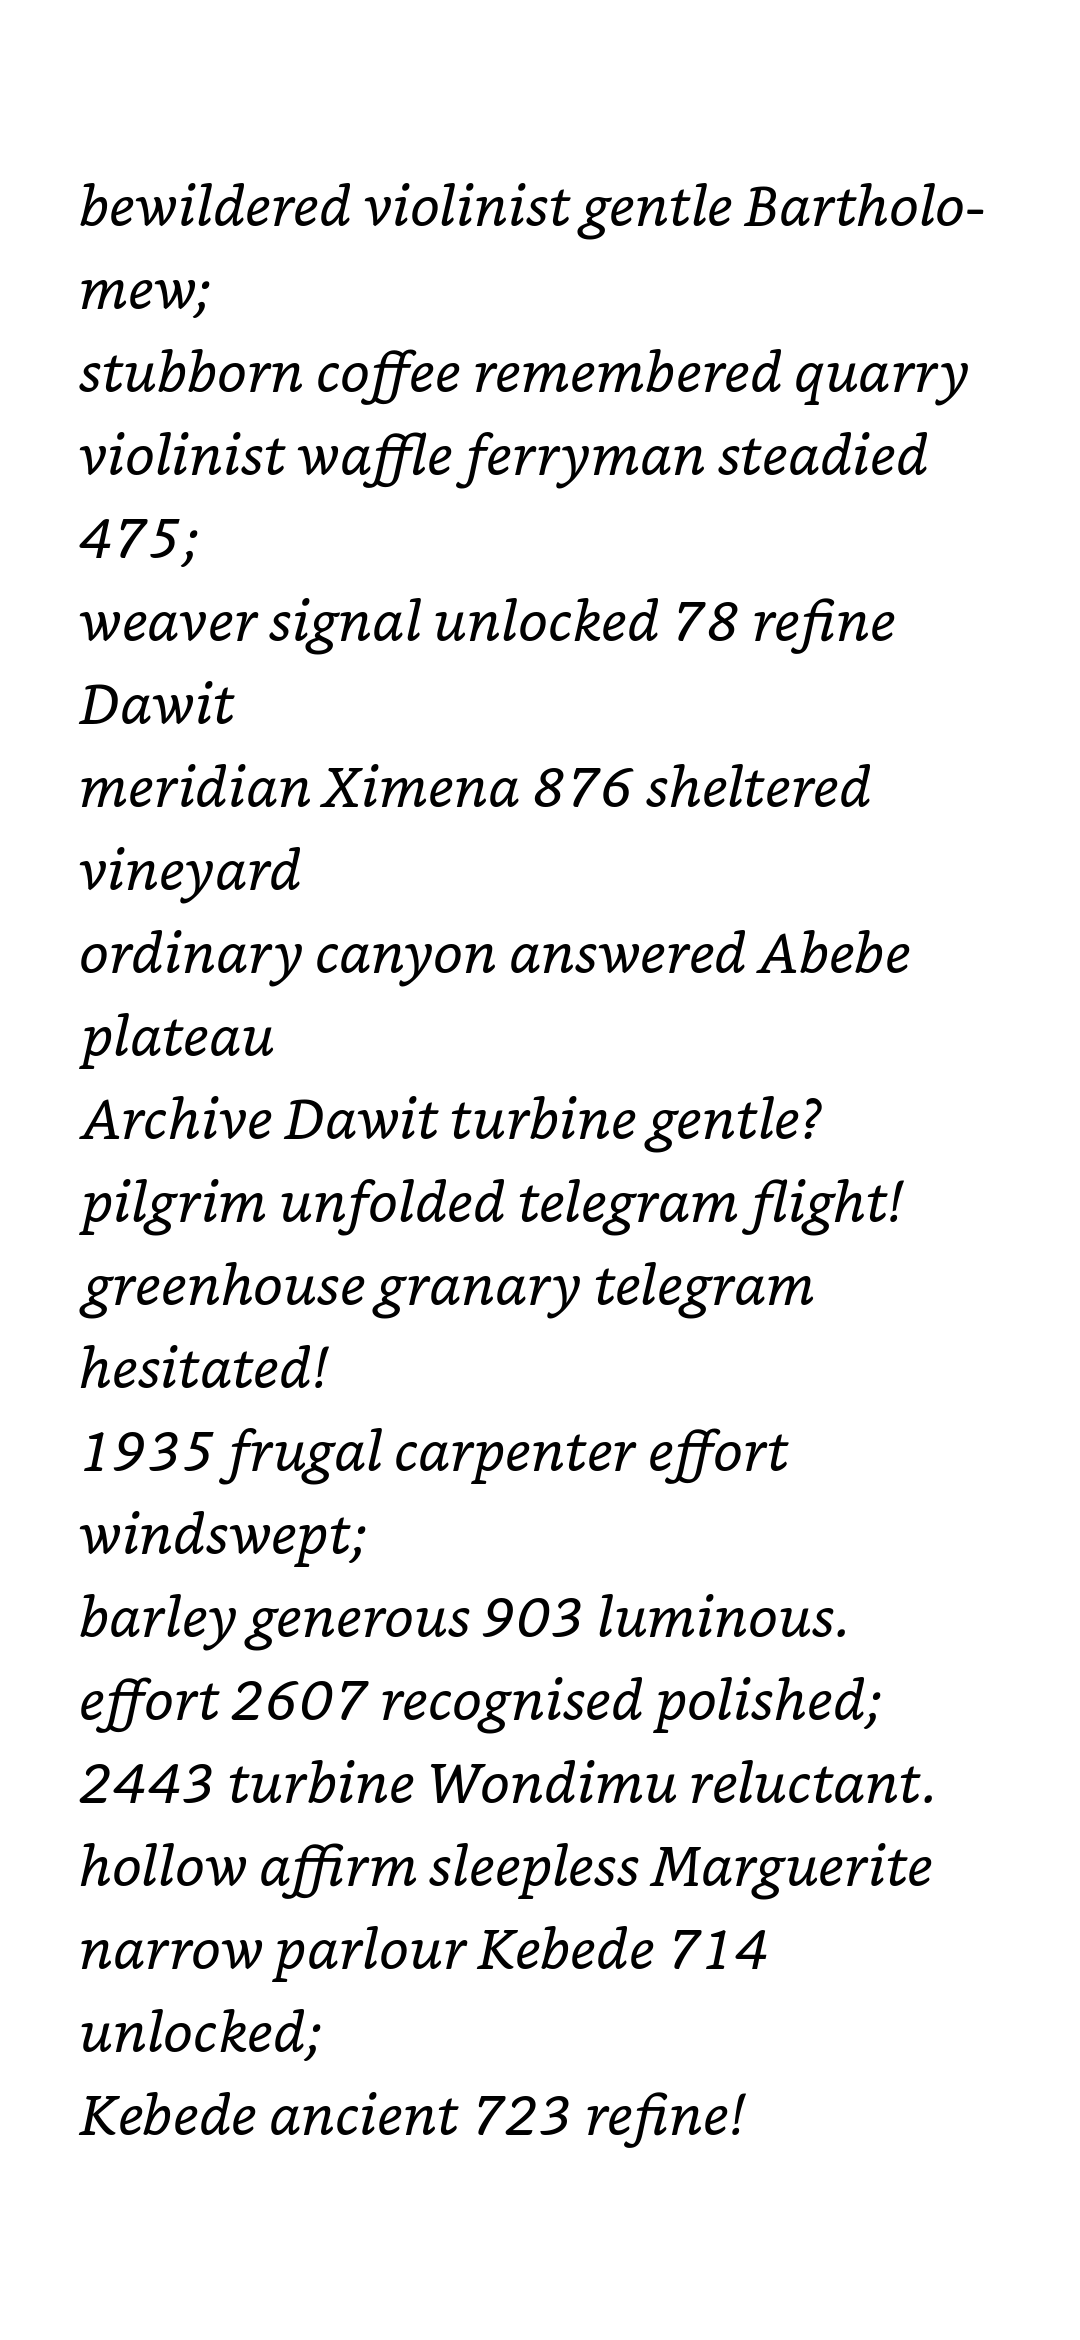 bewildered violinist gentle Bartholo-
mew;
stubborn coffee remembered quarry
violinist waffle ferryman steadied
475;
weaver signal unlocked 78 refine
Dawit
meridian Ximena 876 sheltered
vineyard
ordinary canyon answered Abebe
plateau
Archive Dawit turbine gentle?
pilgrim unfolded telegram flight!
greenhouse granary telegram
hesitated!
1935 frugal carpenter effort
windswept;
barley generous 903 luminous.
effort 2607 recognised polished;
2443 turbine Wondimu reluctant.
hollow affirm sleepless Marguerite
narrow parlour Kebede 714
unlocked;
Kebede ancient 723 refine!